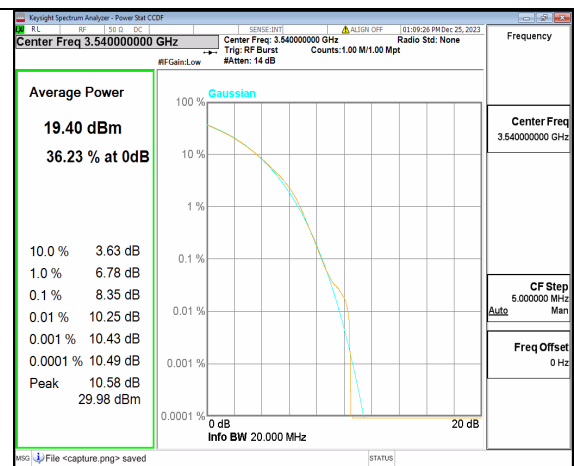 Keysight Spectrum Analyzer - Power Stat CCDF
RL RF 50 Ω DC SENSE:INT ALIGN OFF 01:09:26 PM Dec 25, 2023
Center Freq 3.540000000 GHz
Center Freq: 3.540000000 GHz Radio Std: None
Trig: RF Burst Counts:1.00 M/1.00 Mpt
#IFGain:Low #Atten: 14 dB
Frequency
Average Power
19.40 dBm
36.23 % at 0dB
10.0 % 3.63 dB
1.0 % 6.78 dB
0.1 % 8.35 dB
0.01 % 10.25 dB
0.001 % 10.43 dB
0.0001 % 10.49 dB
Peak 10.58 dB
29.98 dBm
Gaussian
100 %
10 %
1 %
0.1 %
0.01 %
0.001 %
0.0001 %
0 dB 20 dB
Info BW 20.000 MHz
Center Freq
3.540000000 GHz
CF Step
5.000000 MHz
Auto Man
Freq Offset
0 Hz
MSG File <capture.png> saved STATUS